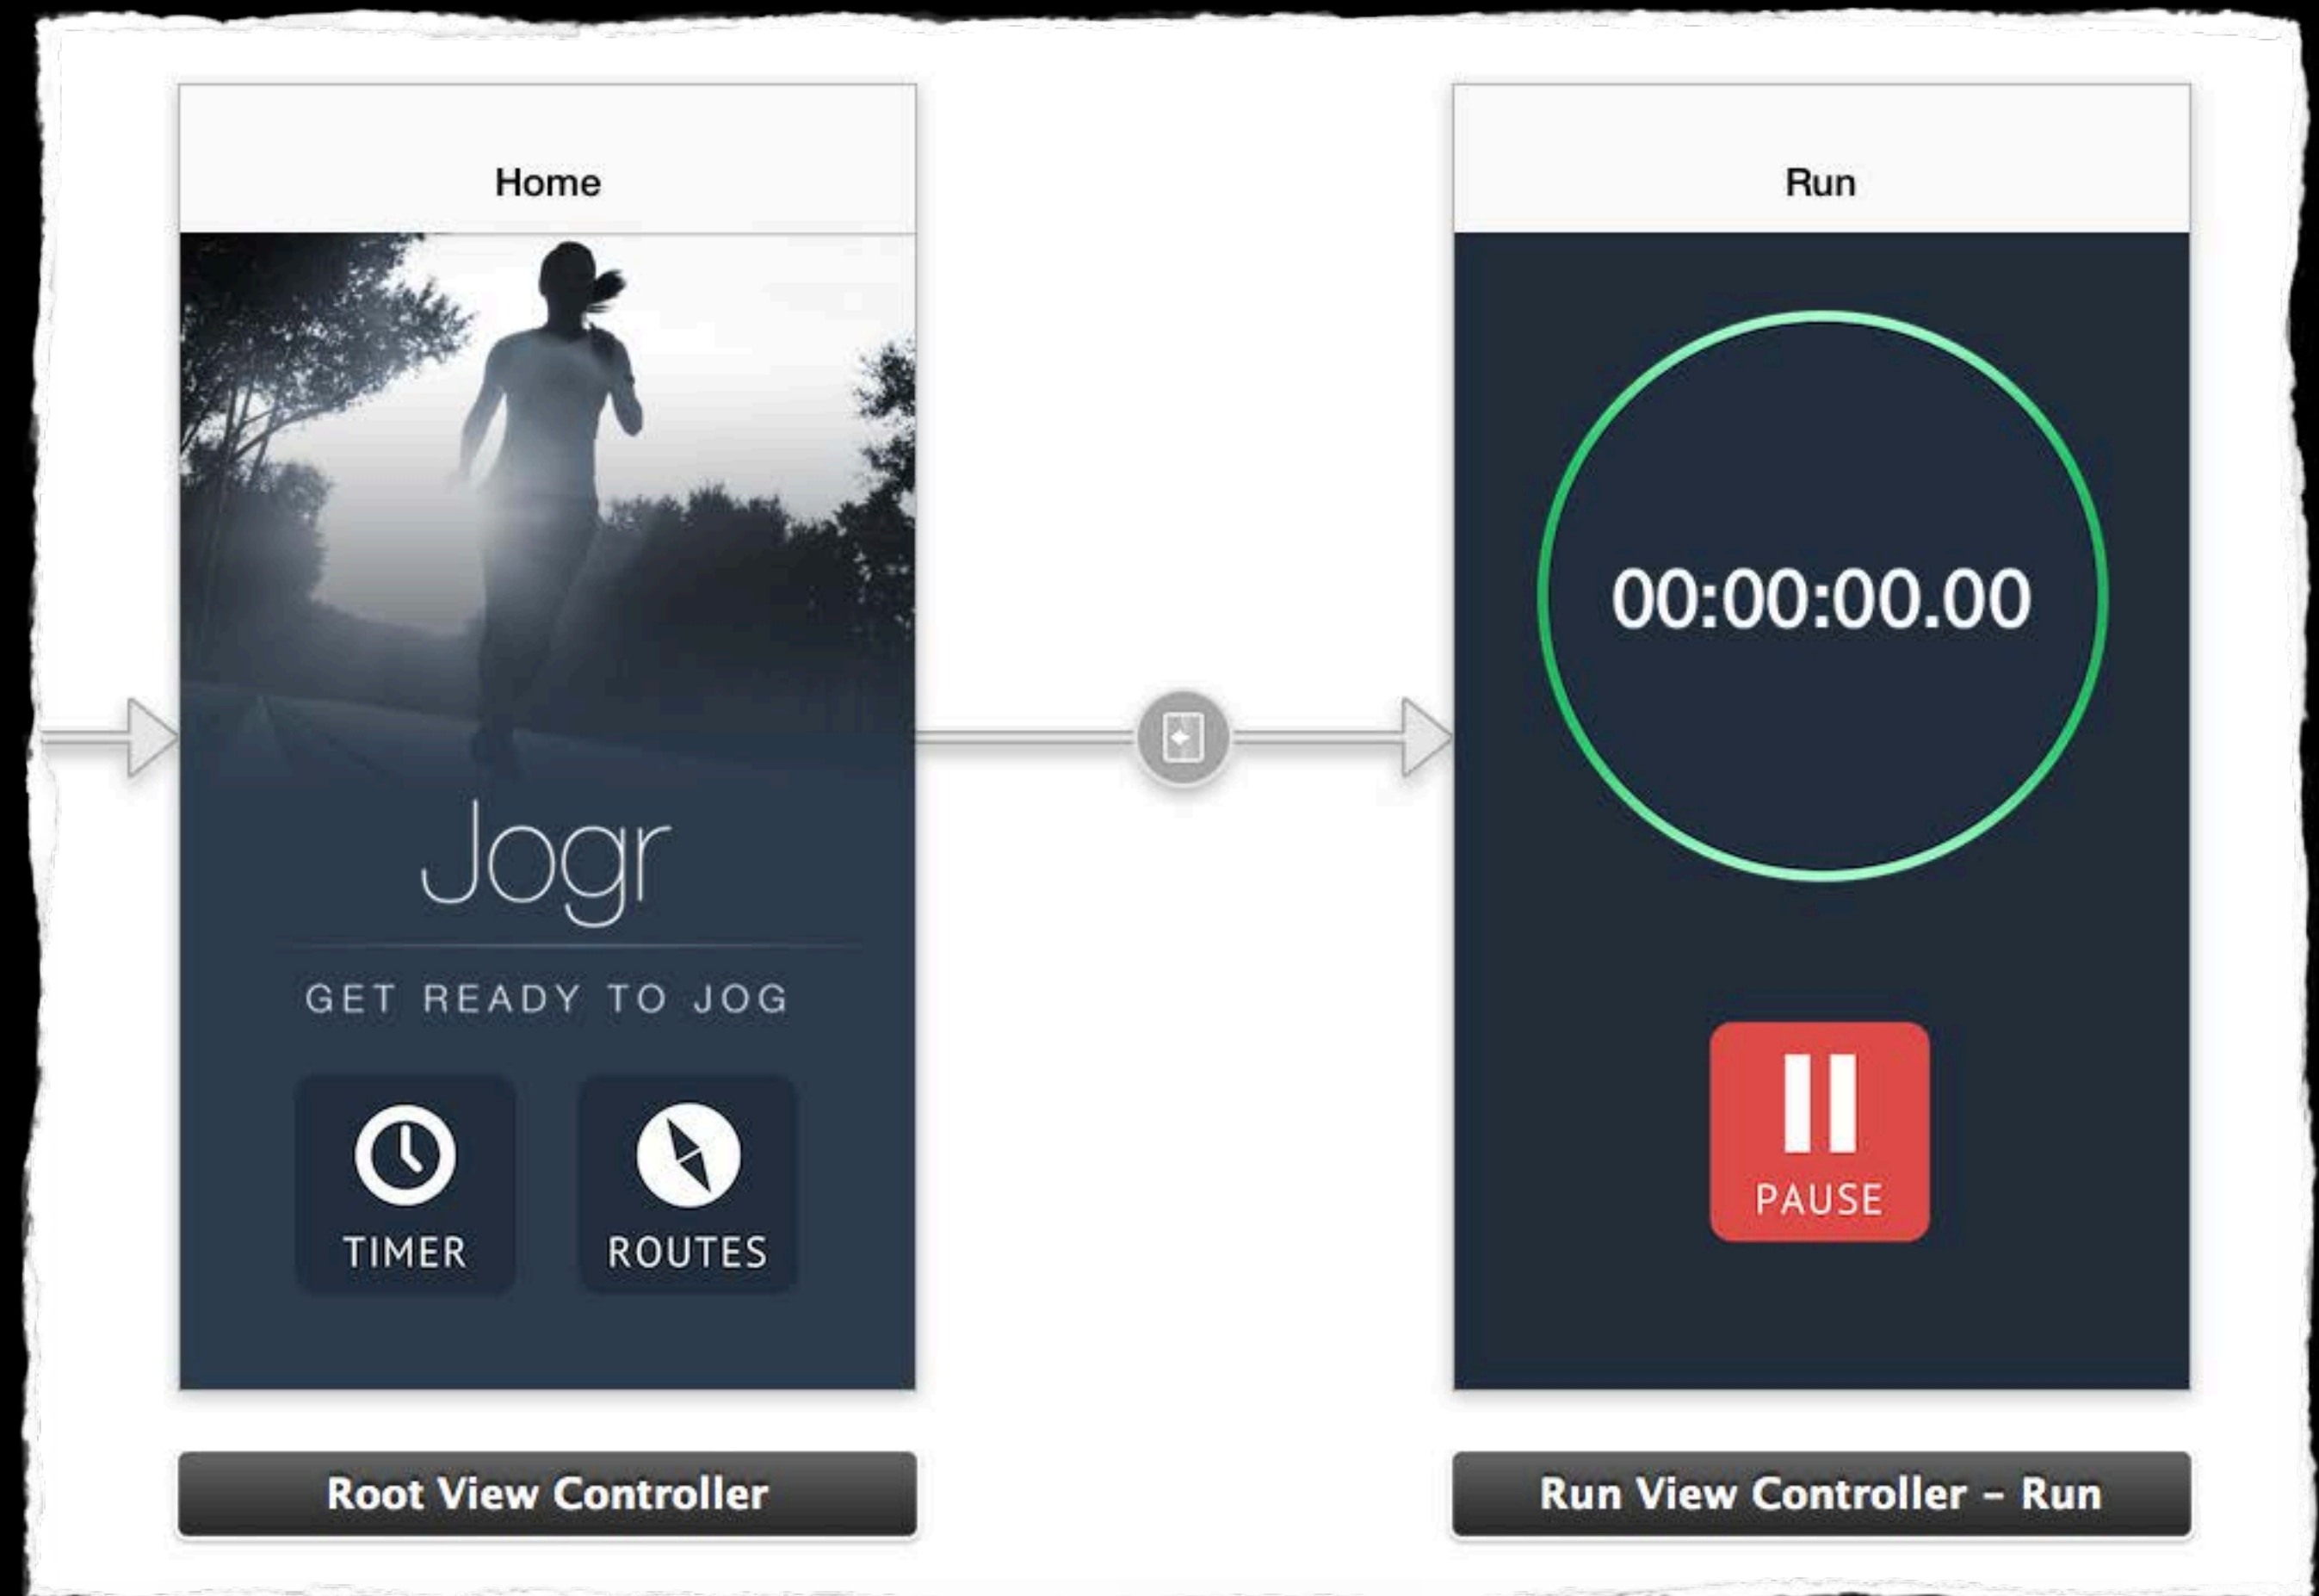 Home
Jogr
GET READY TO JOG
TIMER
ROUTES
Root View Controller
Run
00:00:00.00
PAUSE
Run View Controller – Run